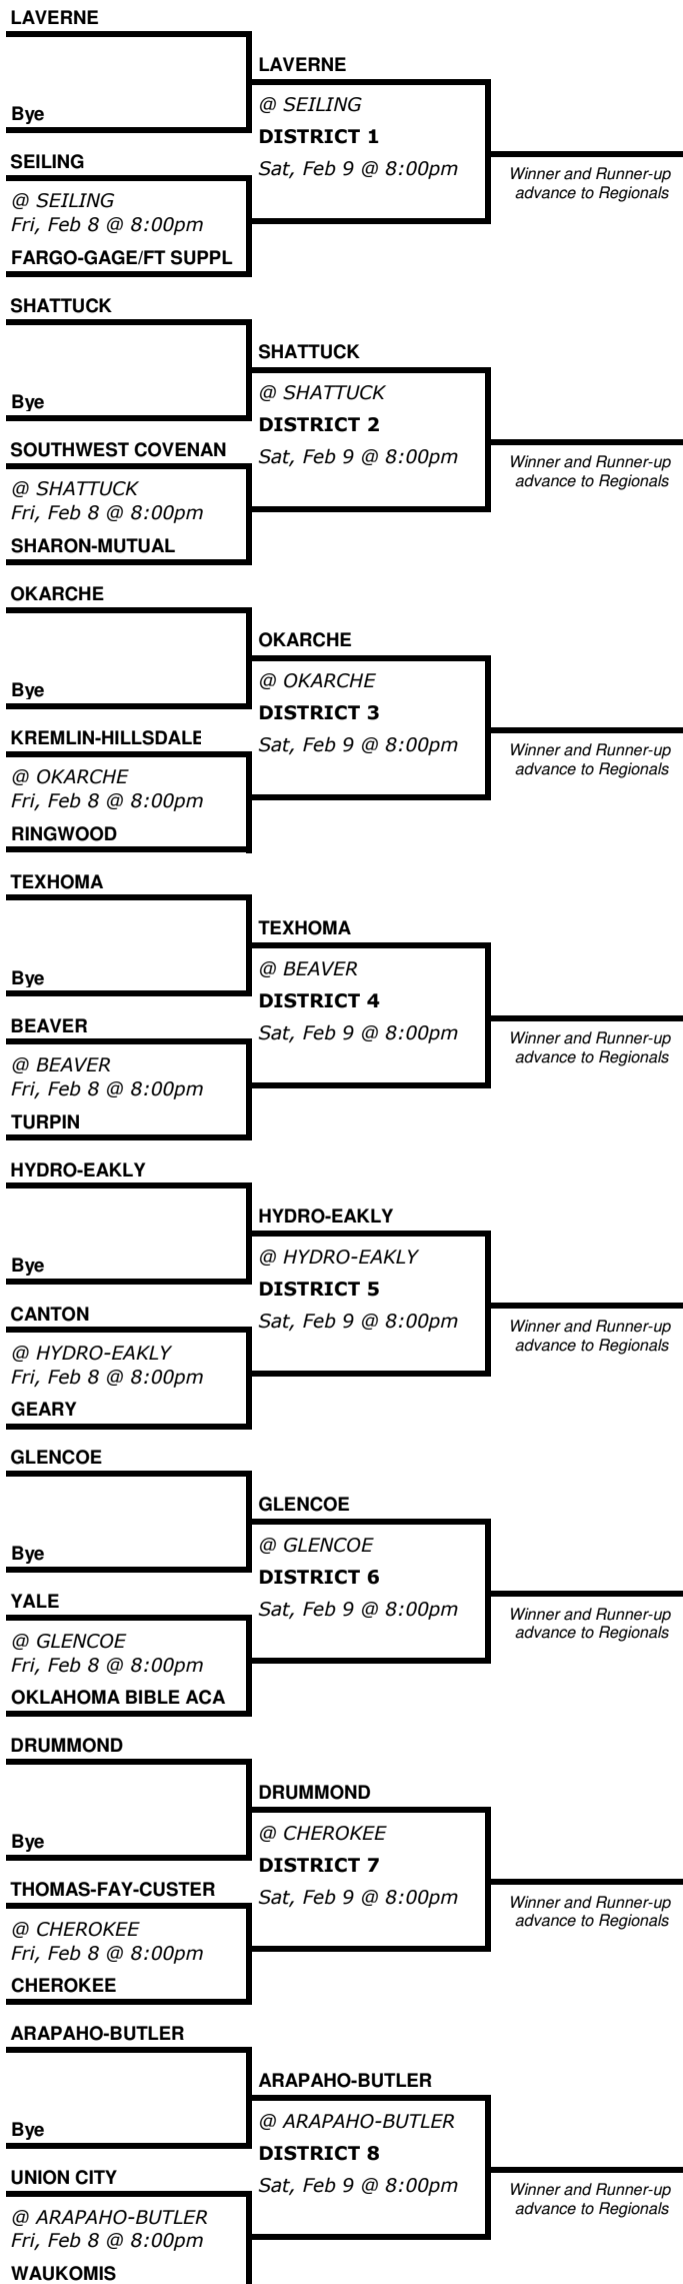 LAVERNE
LAVERNE
@ SEILING
Bye
DISTRICT 1
SEILING
Sat, Feb 9 @ 8:00pm
Winner and Runner-up
advance to Regionals
@ SEILING
Fri, Feb 8 @ 8:00pm
FARGO-GAGE/FT SUPPL
SHATTUCK
SHATTUCK
@ SHATTUCK
Bye
DISTRICT 2
SOUTHWEST COVENAN
Sat, Feb 9 @ 8:00pm
Winner and Runner-up
advance to Regionals
@ SHATTUCK
Fri, Feb 8 @ 8:00pm
SHARON-MUTUAL
OKARCHE
OKARCHE
@ OKARCHE
Bye
DISTRICT 3
KREMLIN-HILLSDALE
Sat, Feb 9 @ 8:00pm
Winner and Runner-up
advance to Regionals
@ OKARCHE
Fri, Feb 8 @ 8:00pm
RINGWOOD
TEXHOMA
TEXHOMA
@ BEAVER
Bye
DISTRICT 4
BEAVER
Sat, Feb 9 @ 8:00pm
Winner and Runner-up
advance to Regionals
@ BEAVER
Fri, Feb 8 @ 8:00pm
TURPIN
HYDRO-EAKLY
HYDRO-EAKLY
@ HYDRO-EAKLY
Bye
DISTRICT 5
CANTON
Sat, Feb 9 @ 8:00pm
Winner and Runner-up
advance to Regionals
@ HYDRO-EAKLY
Fri, Feb 8 @ 8:00pm
GEARY
GLENCOE
GLENCOE
@ GLENCOE
Bye
DISTRICT 6
YALE
Sat, Feb 9 @ 8:00pm
Winner and Runner-up
advance to Regionals
@ GLENCOE
Fri, Feb 8 @ 8:00pm
OKLAHOMA BIBLE ACA
DRUMMOND
DRUMMOND
@ CHEROKEE
Bye
DISTRICT 7
THOMAS-FAY-CUSTER
Sat, Feb 9 @ 8:00pm
Winner and Runner-up
advance to Regionals
@ CHEROKEE
Fri, Feb 8 @ 8:00pm
CHEROKEE
ARAPAHO-BUTLER
ARAPAHO-BUTLER
@ ARAPAHO-BUTLER
Bye
DISTRICT 8
UNION CITY
Sat, Feb 9 @ 8:00pm
Winner and Runner-up
advance to Regionals
@ ARAPAHO-BUTLER
Fri, Feb 8 @ 8:00pm
WAUKOMIS